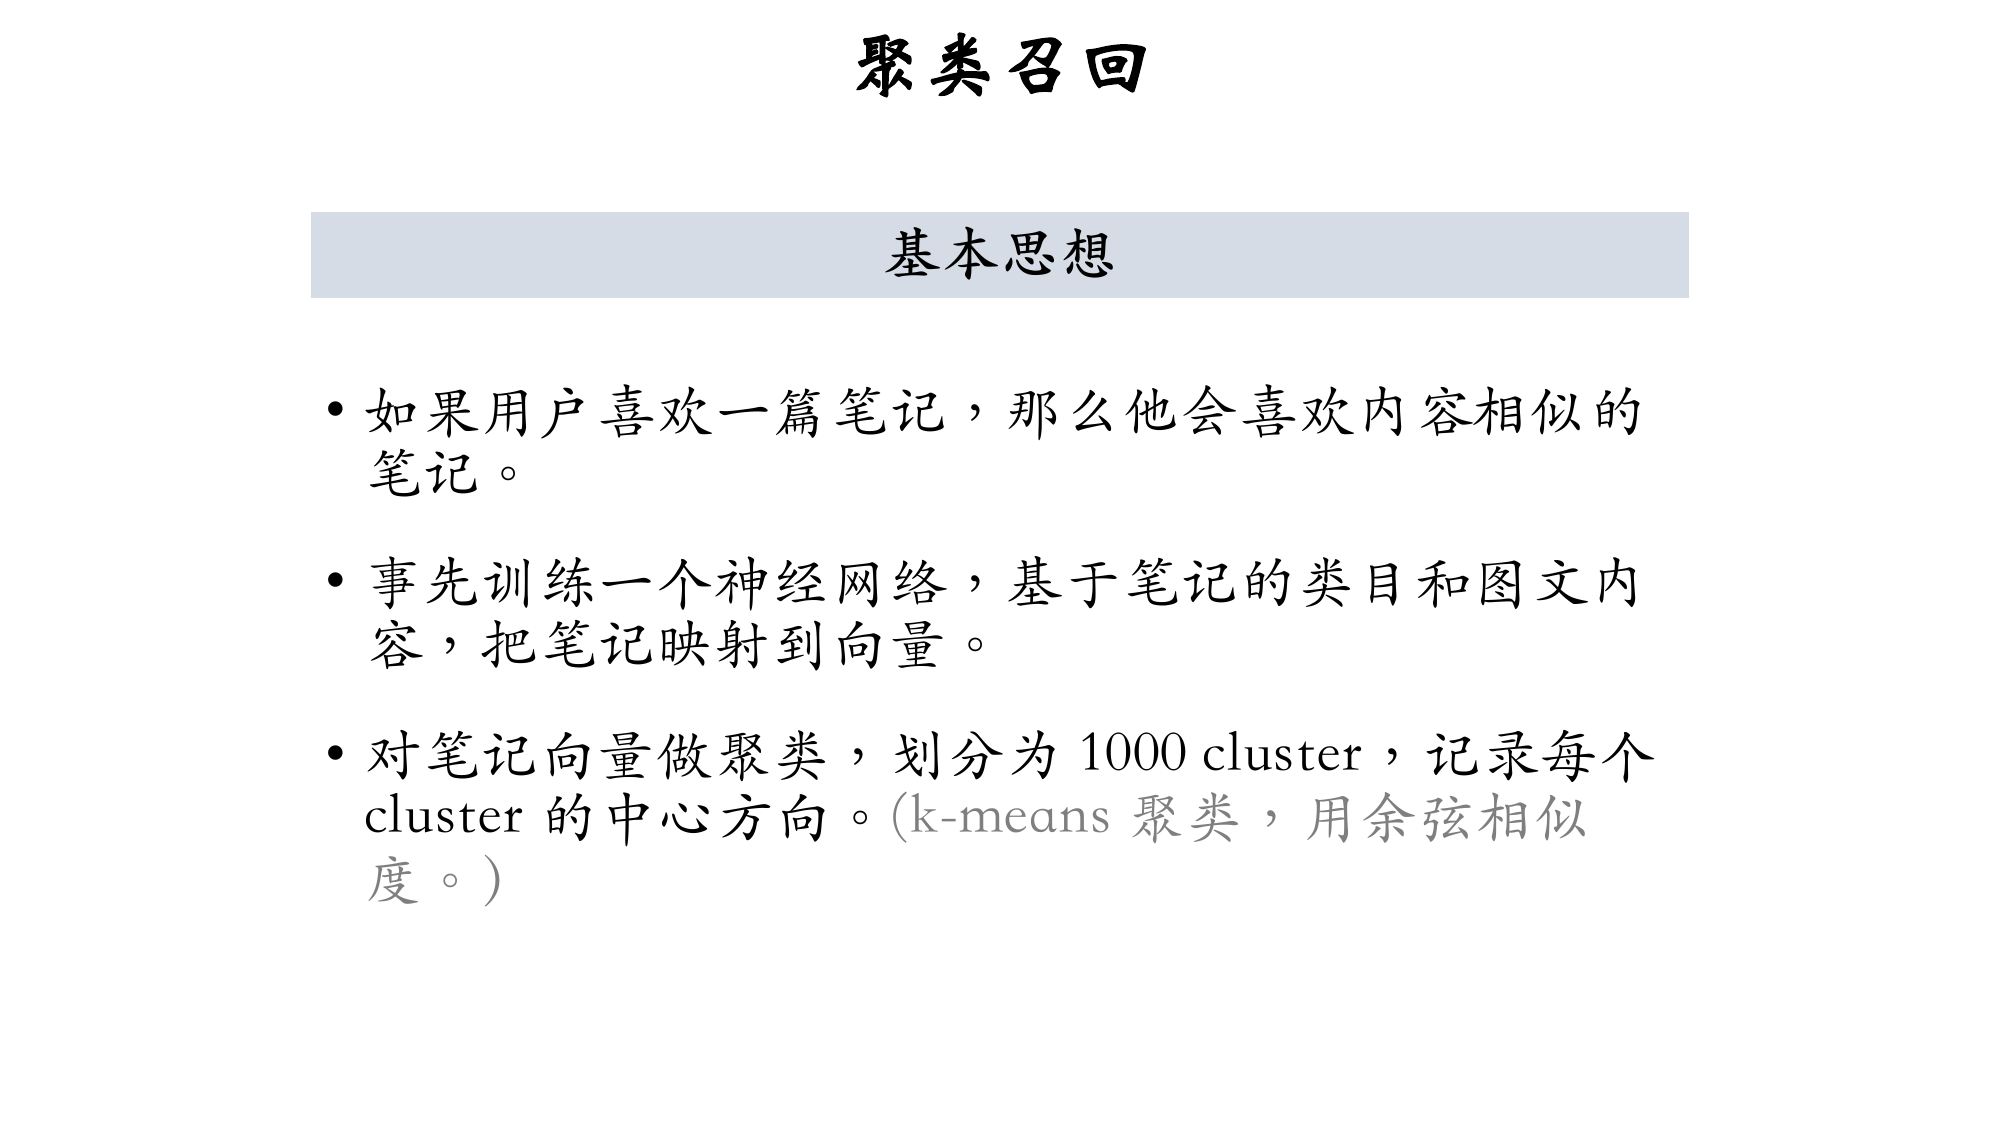 聚类召回
基本思想
• 如果用户喜欢一篇笔记，那么他会喜欢内容相似的
笔记。
• 事先训练一个神经网络，基于笔记的类目和图文内
容，把笔记映射到向量。
• 对笔记向量做聚类，划分为 1000 cluster，记录每个
cluster 的中心方向。(k-means 聚类，用余弦相似
度。)